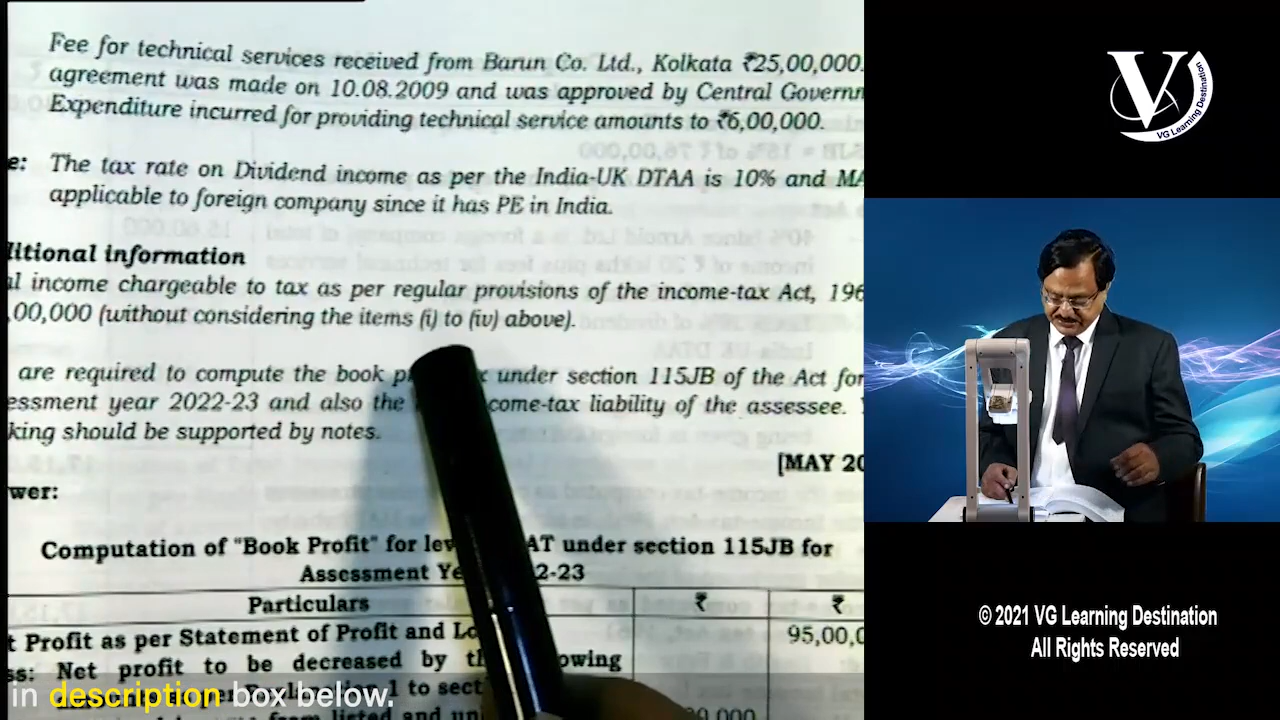 Fee for technical services received from Barun Co. Ltd., Kolkata ₹25,00,000.
agreement was made on 10.08.2009 and was approved by Central Governm
Expenditure incurred for providing technical service amounts to ₹6,00,000.
e: The tax rate on Dividend income as per the India-UK DTAA is 10% and MA
applicable to foreign company since it has PE in India.
litional information
al income chargeable to tax as per regular provisions of the income-tax Act, 196
,00,000 (without considering the items (i) to (iv) above).
are required to compute the book under section 115JB of the Act for
essment year 2022-23 and also the come-tax liability of the assessee.
king should be supported by notes.
[MAY 20
wer:
Computation of "Book Profit" for lev AT under section 115JB for
Assessment Ye 2-23
Particulars ₹ ₹
t Profit as per Statement of Profit and Lo 95,00,0
ss: Net profit to be decreased by th owing
in description box below.
V
VG Learning Destination
© 2021 VG Learning Destination
All Rights Reserved